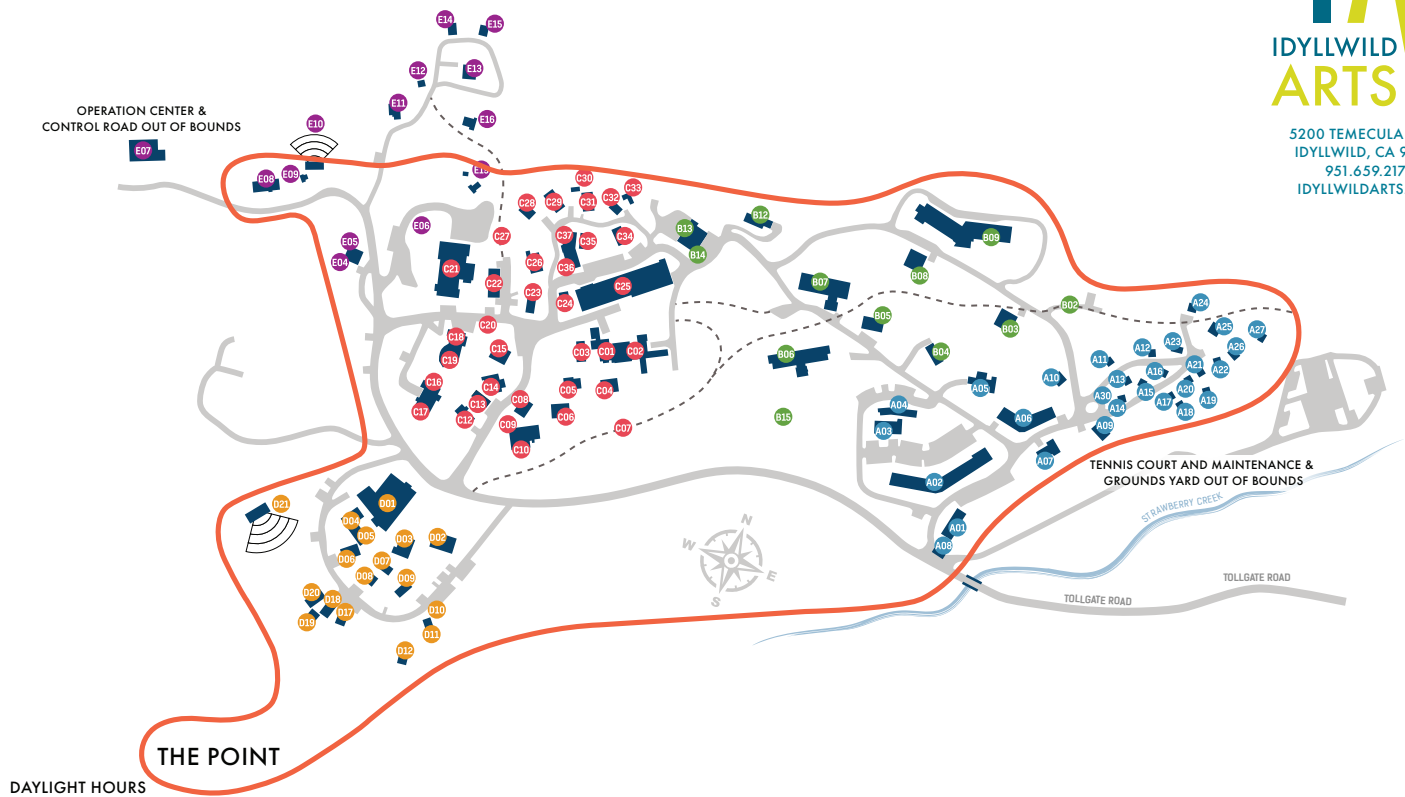 IDYLLWILD
ARTS
5200 TEMECULA
IDYLLWILD, CA 9
951.659.217
IDYLLWILDARTS
OPERATION CENTER &
CONTROL ROAD OUT OF BOUNDS
E14
E15
E12
E13
E11
E16
E10
E07
E08
E09
E06
E05
E04
C30
C33
C28
C29
C31
C32
C27
C37
C35
C34
C26
C36
C21
C22
C23
C24
C25
C20
C18
C19
C15
C03
C01
C02
C16
C14
C05
C04
C17
C13
C08
C12
C09
C06
C07
C10
B12
B13
B14
B09
B08
B07
B02
B05
B03
B06
B04
B15
A24
A25
A27
A12
A23
A26
A11
A16
A21
A22
A10
A13
A05
A30
A15
A20
A04
A14
A17
A18
A19
A06
A03
A09
A07
A02
A01
A08
TENNIS COURT AND MAINTENANCE &
GROUNDS YARD OUT OF BOUNDS
STRAWBERRY CREEK
TOLLGATE ROAD
TOLLGATE ROAD
N
W
E
S
D21
D01
D04
D05
D03
D02
D06
D07
D08
D09
D20
D18
D17
D19
D10
D11
D12
THE POINT
DAYLIGHT HOURS